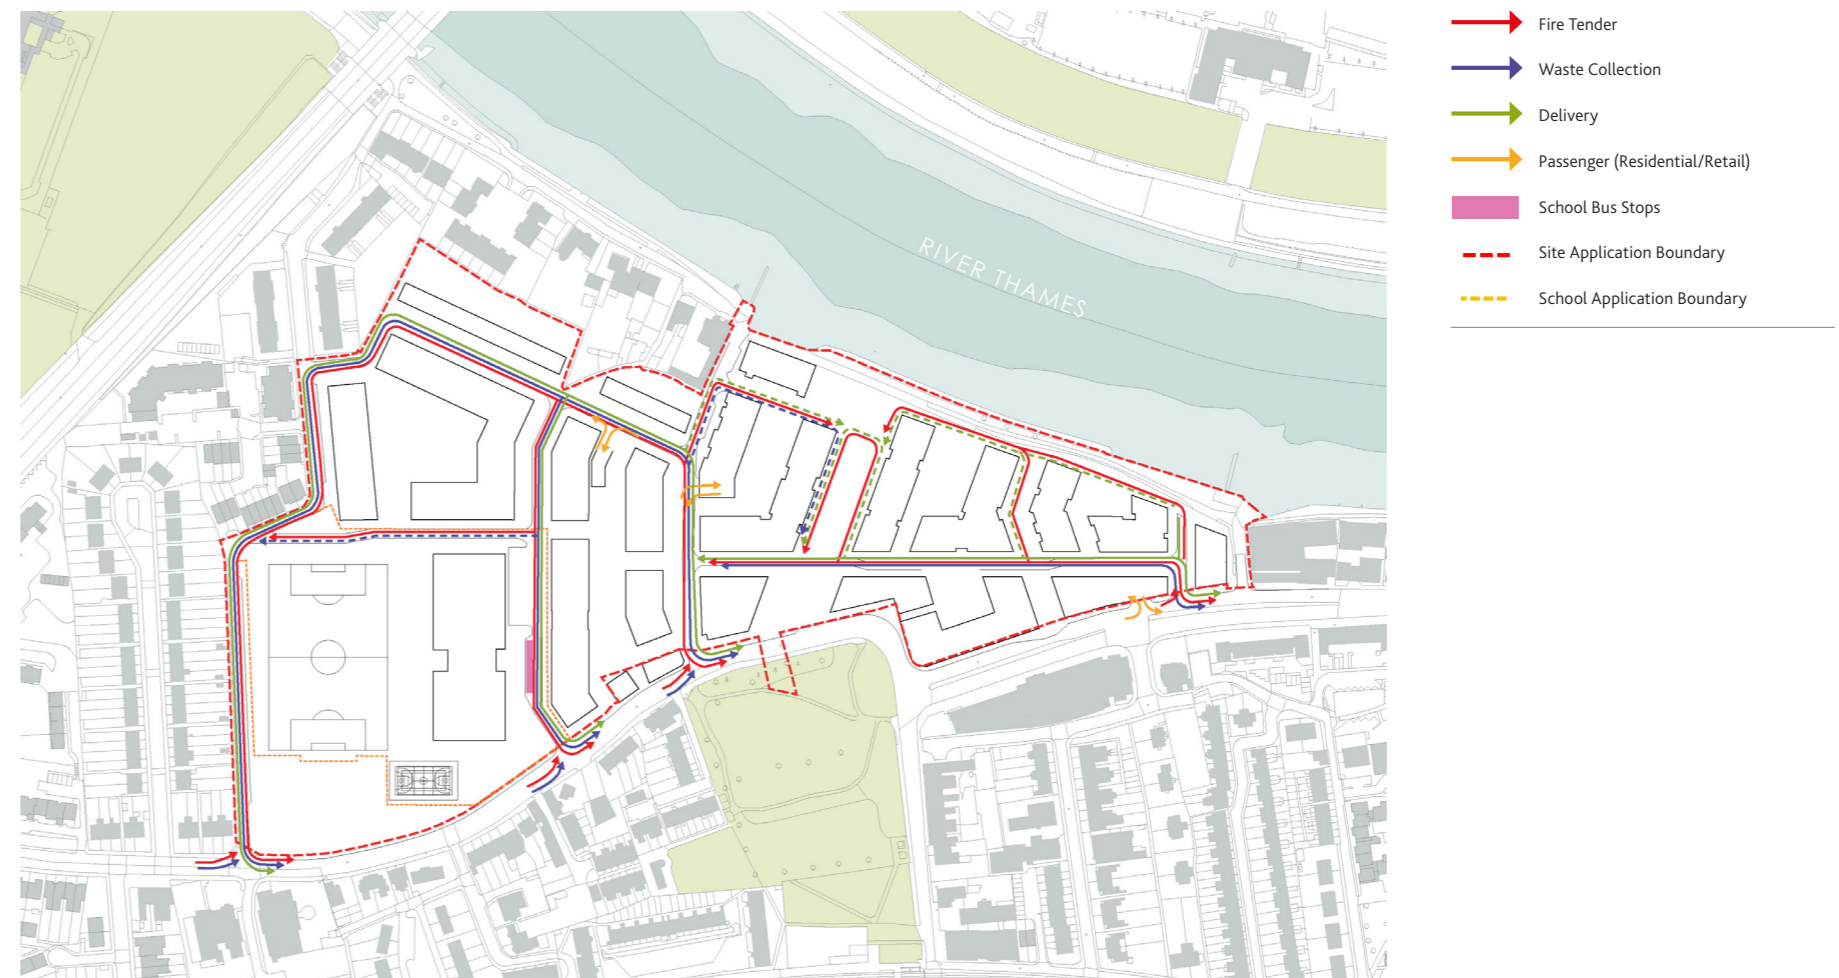 Fire Tender
Waste Collection
Delivery
Passenger (Residential/Retail)
School Bus Stops
Site Application Boundary
School Application Boundary
RIVER THAMES